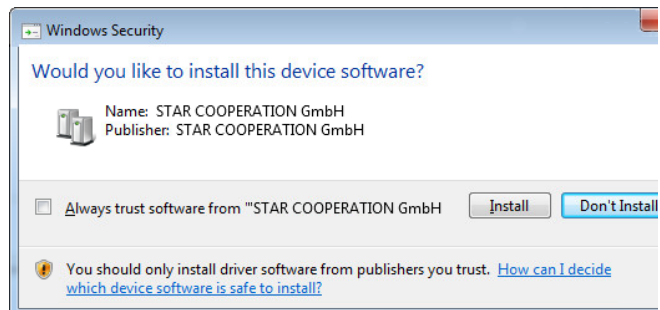 Windows Security
Would you like to install this device software?
Name: STAR COOPERATION GmbH
Publisher: STAR COOPERATION GmbH
Always trust software from "'STAR COOPERATION GmbH Install Don't Install
You should only install driver software from publishers you trust. How can I decide
which device software is safe to install?